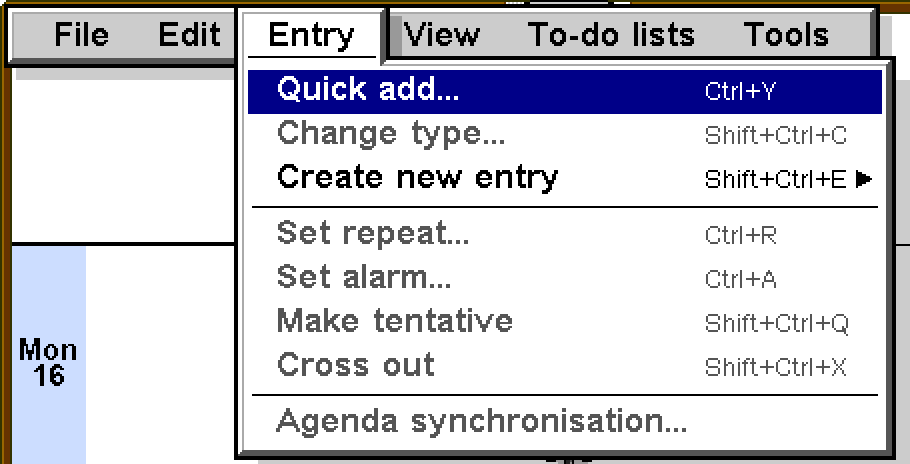 File Edit Entry View To-do lists Tools
Quick add... Ctrl+Y
Change type... Shift+Ctrl+C
Create new entry Shift+Ctrl+E
Set repeat... Ctrl+R
Set alarm... Ctrl+A
Make tentative Shift+Ctrl+Q
Cross out Shift+Ctrl+X
Agenda synchronisation...
Mon
16